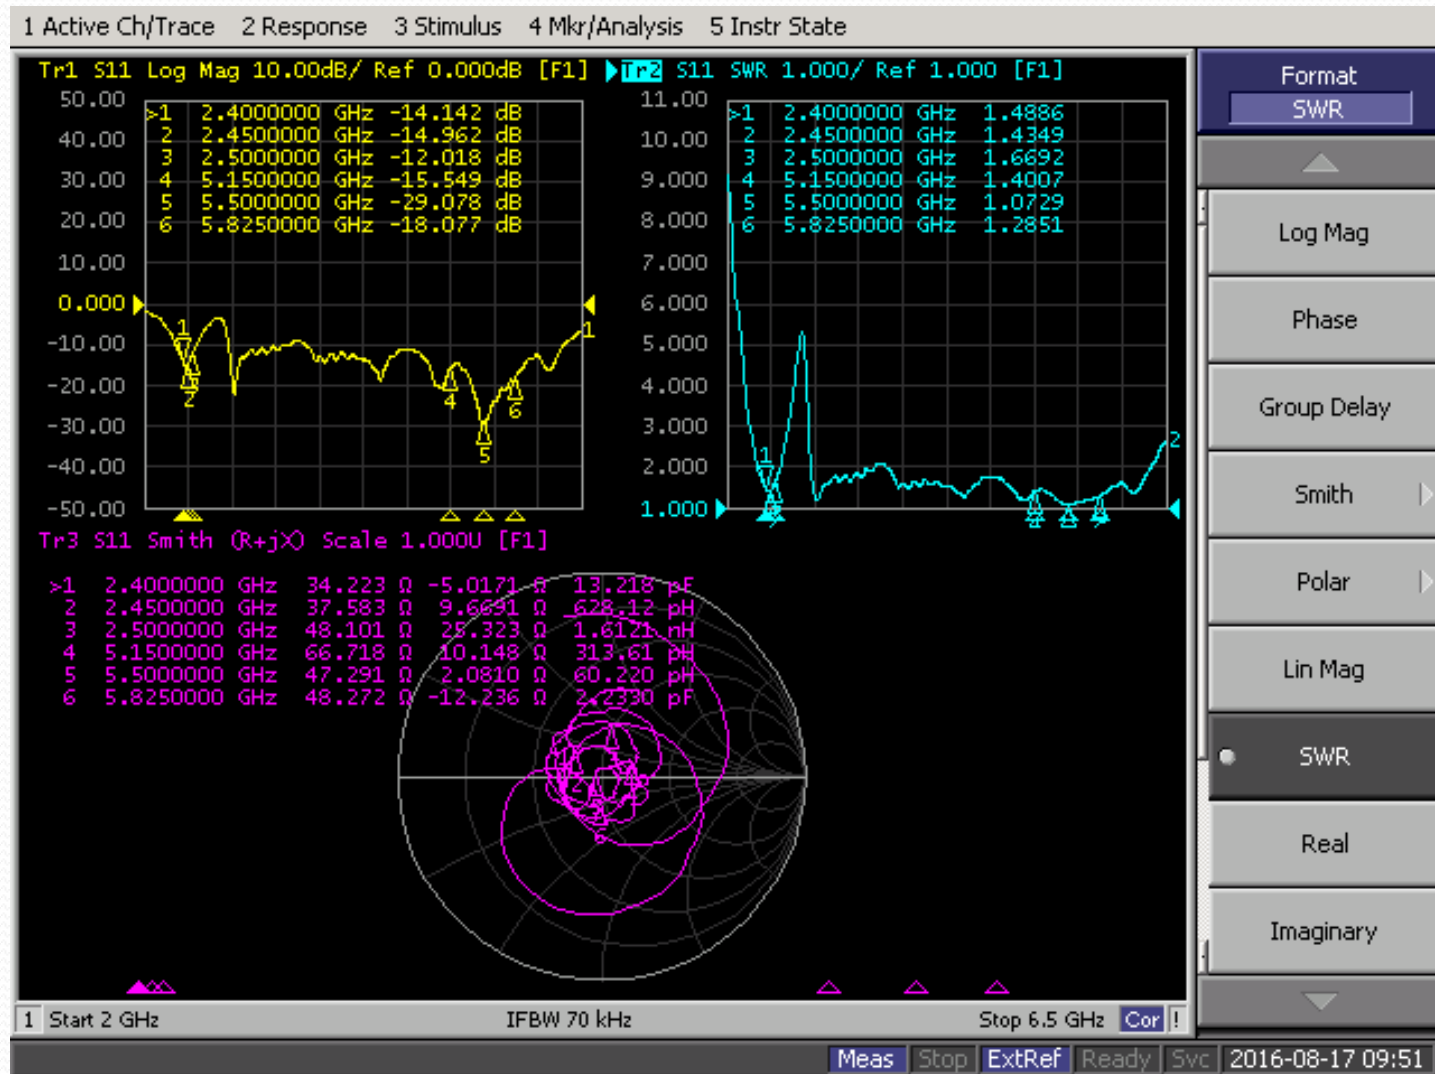 1 Active Ch/Trace 2 Response 3 Stimulus 4 Mkr/Analysis 5 Instr State
Tr1 S11 Log Mag 10.00dB/ Ref 0.000dB [F1]
50.00
40.00
30.00
20.00
10.00
0.000
-10.00
-20.00
-30.00
-40.00
-50.00
>1 2.4000000 GHz -14.142 dB
2 2.4500000 GHz -14.962 dB
3 2.5000000 GHz -12.018 dB
4 5.1500000 GHz -15.549 dB
5 5.5000000 GHz -29.078 dB
6 5.8250000 GHz -18.077 dB
1
2
4
5
6
1
Tr2 S11 SWR 1.000/ Ref 1.000 [F1]
11.00
10.00
9.000
8.000
7.000
6.000
5.000
4.000
3.000
2.000
1.000
>1 2.4000000 GHz 1.4886
2 2.4500000 GHz 1.4349
3 2.5000000 GHz 1.6692
4 5.1500000 GHz 1.4007
5 5.5000000 GHz 1.0729
6 5.8250000 GHz 1.2851
1
2
Tr3 S11 Smith (R+jX) Scale 1.000U [F1]
>1 2.4000000 GHz 34.223 Ω -5.0171 Ω 13.218 pF
2 2.4500000 GHz 37.583 Ω 9.6691 Ω 628.12 pH
3 2.5000000 GHz 48.101 Ω 25.323 Ω 1.6121 nH
4 5.1500000 GHz 66.718 Ω 10.148 Ω 313.61 pH
5 5.5000000 GHz 47.291 Ω 2.0810 Ω 60.220 pH
6 5.8250000 GHz 48.272 Ω -12.236 Ω 2.2330 pF
1 Start 2 GHz IFBW 70 kHz Stop 6.5 GHz Cor !
Meas Stop ExtRef Ready Svc 2016-08-17 09:51
Format
SWR
Log Mag
Phase
Group Delay
Smith
Polar
Lin Mag
SWR
Real
Imaginary